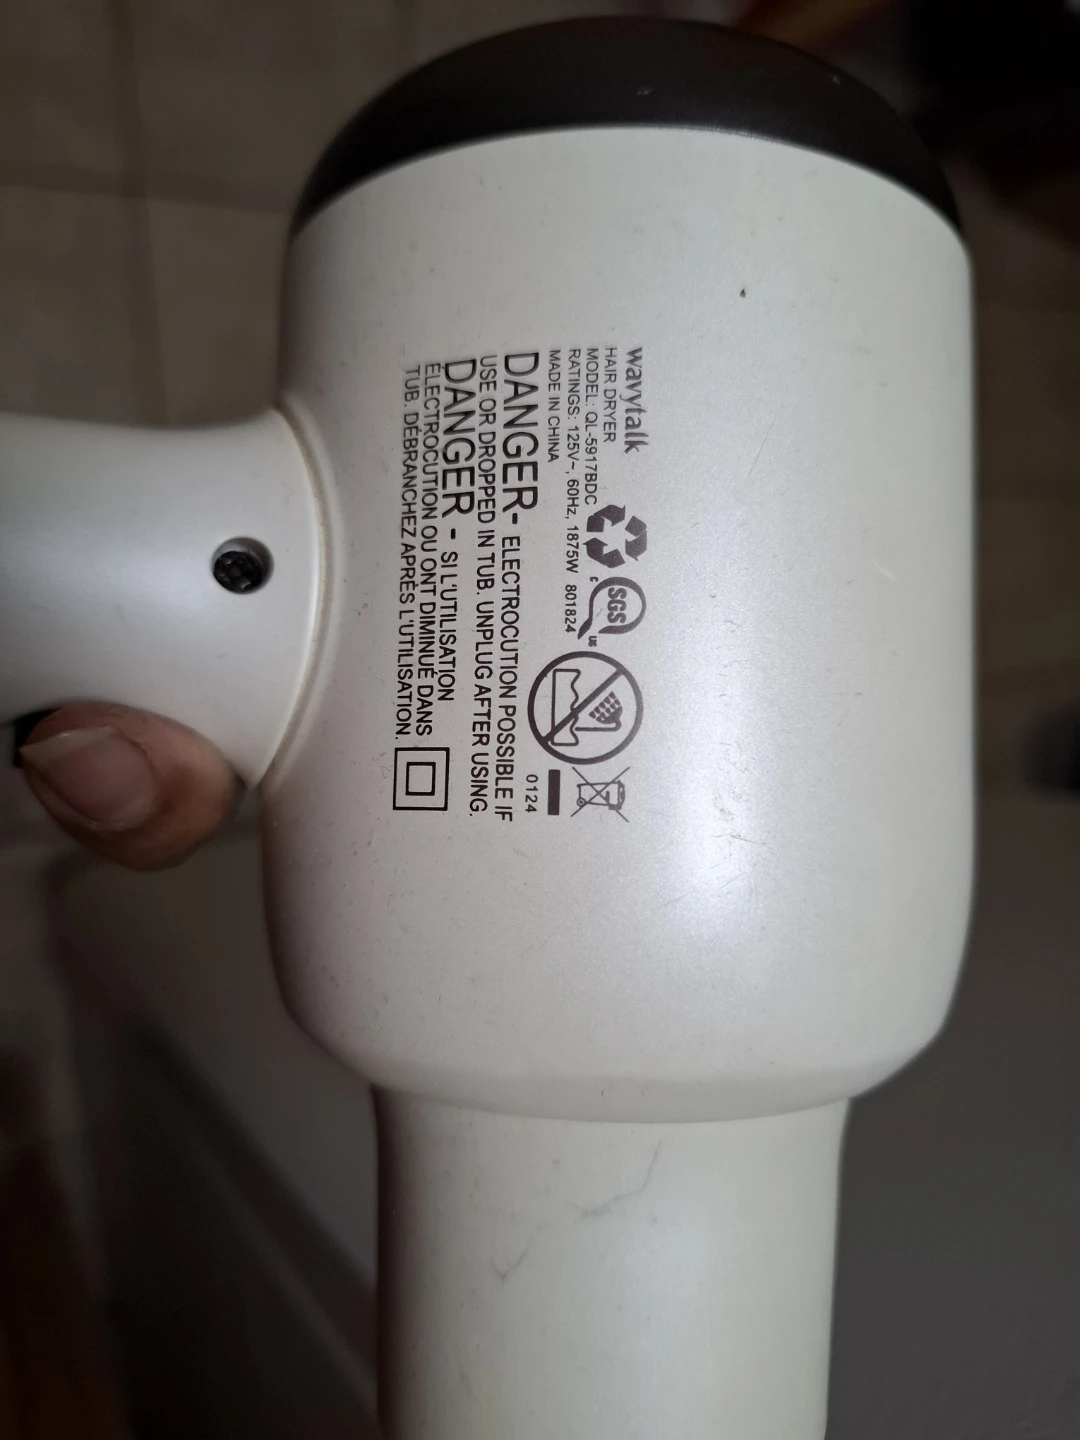 wavytalk
HAIR DRYER
MODEL: QL-5917BDC
RATINGS: 125V~, 60Hz, 1875W 801824
MADE IN CHINA
C SGS US
0124
DANGER- ELECTROCUTION POSSIBLE IF
USE OR DROPPED IN TUB. UNPLUG AFTER USING.
DANGER - SI L'UTILISATION
ÉLECTROCUTION OU ONT DIMINUÉ DANS
TUB. DÉBRANCHEZ APRÈS L'UTILISATION.